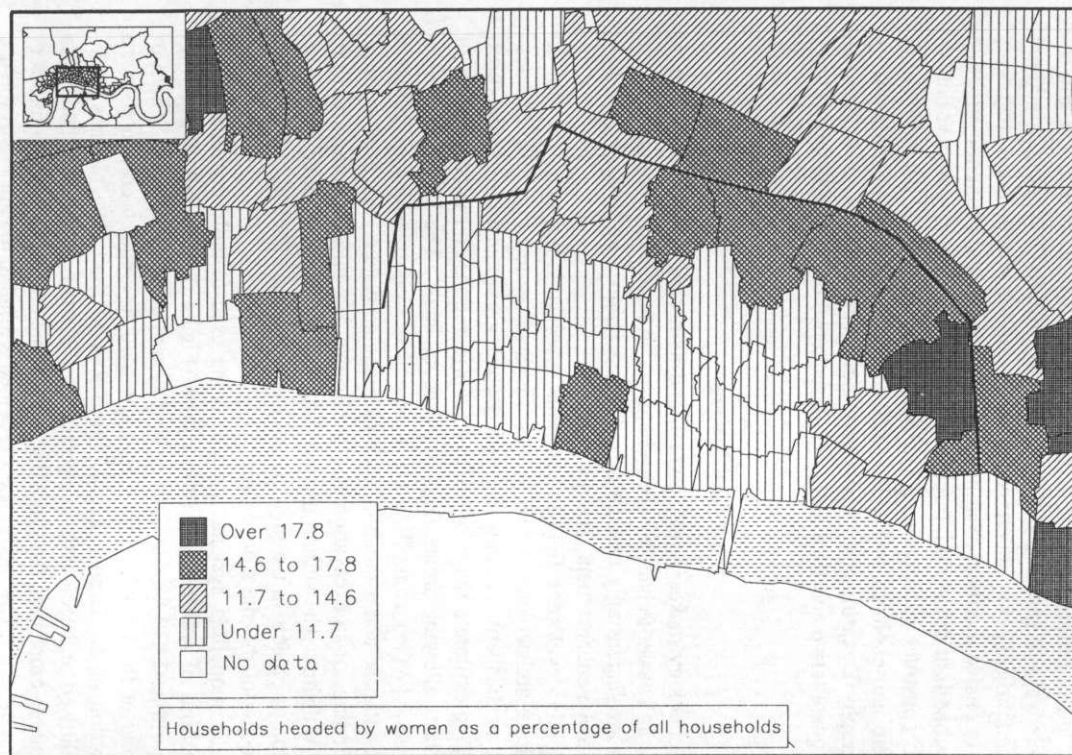 Over 17.8
14.6 to 17.8
11.7 to 14.6
Under 11.7
No data
Households headed by women as a percentage of all households